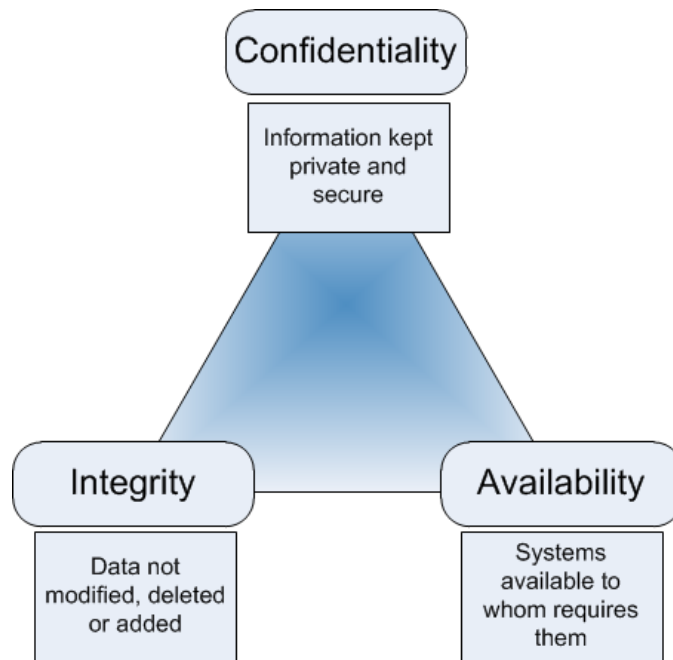 Confidentiality
Information kept
private and
secure
Integrity
Data not
modified, deleted
or added
Availability
Systems
available to
whom requires
them